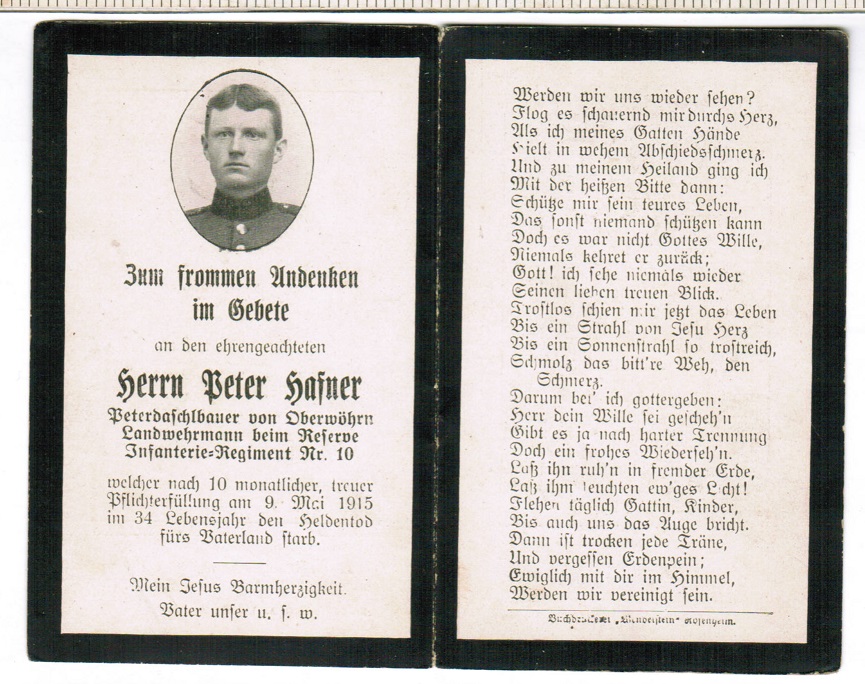 Zum frommen Andenken
im Gebete
an den ehrengeachteten
Herrn Peter Hafner
Peterdaschlbauer von Oberwöhrn
Landwehrmann beim Reserve
Infanterie-Regiment Nr. 10
welcher nach 10 monatlicher, treuer
Pflichterfüllung am 9. Mai 1915
im 34 Lebensjahr den Heldentod
fürs Vaterland starb.
Mein Jesus Barmherzigkeit.
Vater unser u. s. w.
Werden wir uns wieder sehen?
Flog es schauernd mir durchs Herz,
Als ich meines Gatten Hände
Hielt in wehem Abschiedsschmerz.
Und zu meinem Heiland ging ich
Mit der heißen Bitte dann:
Schütze mir sein teures Leben,
Das sonst niemand schützen kann
Doch es war nicht Gottes Wille,
Niemals kehret er zurück;
Gott! ich sehe niemals wieder
Seinen lieben treuen Blick.
Trostlos schien mir jetzt das Leben
Bis ein Strahl von Jesu Herz
Bis ein Sonnenstrahl so trostreich,
Schmolz das bitt're Weh, den
Schmerz.
Darum bet' ich gottergeben:
Herr dein Wille sei gescheh'n
Gibt es ja nach harter Trennung
Doch ein frohes Wiederseh'n.
Laß ihn ruh'n in fremder Erde,
Laß ihm leuchten ew'ges Licht!
Flehen täglich Gattin, Kinder,
Bis auch uns das Auge bricht.
Dann ist trocken jede Träne,
Und vergessen Erdenpein;
Ewiglich mit dir im Himmel,
Werden wir vereinigt sein.
Buchdruckerei „Wendelstein“ Rosenheim.